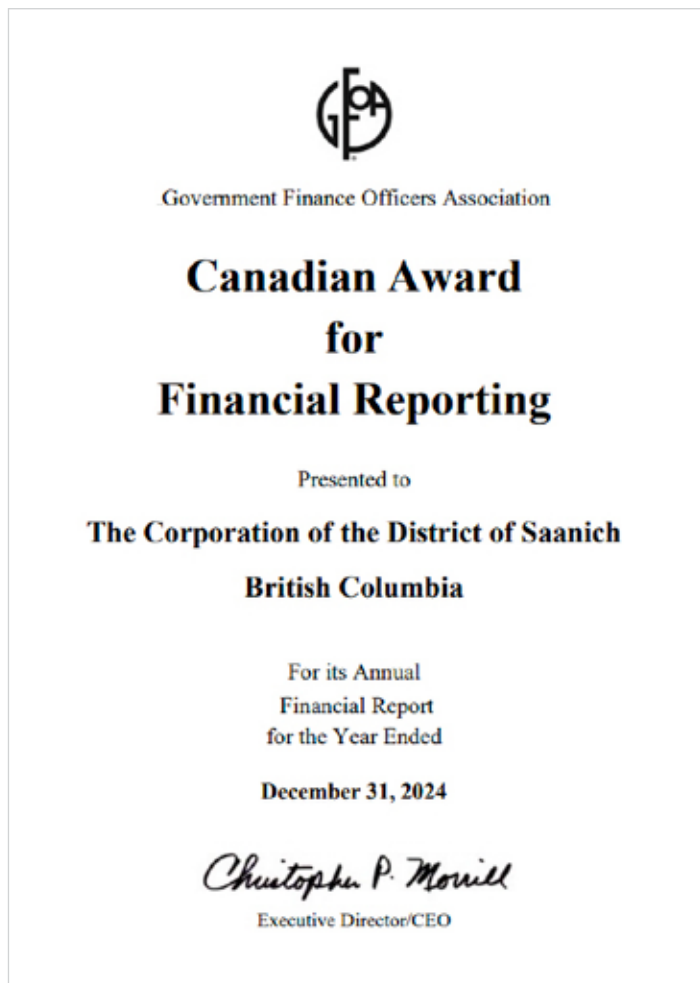 GFOA
Government Finance Officers Association
Canadian Award
for
Financial Reporting
Presented to
The Corporation of the District of Saanich
British Columbia
For its Annual
Financial Report
for the Year Ended
December 31, 2024
Christopher P. Morrill
Executive Director/CEO